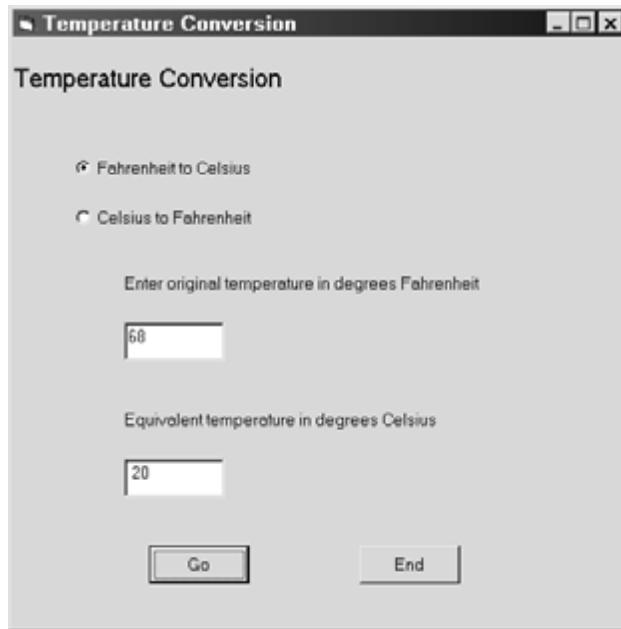 Temperature Conversion
Temperature Conversion
Fahrenheit to Celsius
Celsius to Fahrenheit
Enter original temperature in degrees Fahrenheit
68
Equivalent temperature in degrees Celsius
20
Go End